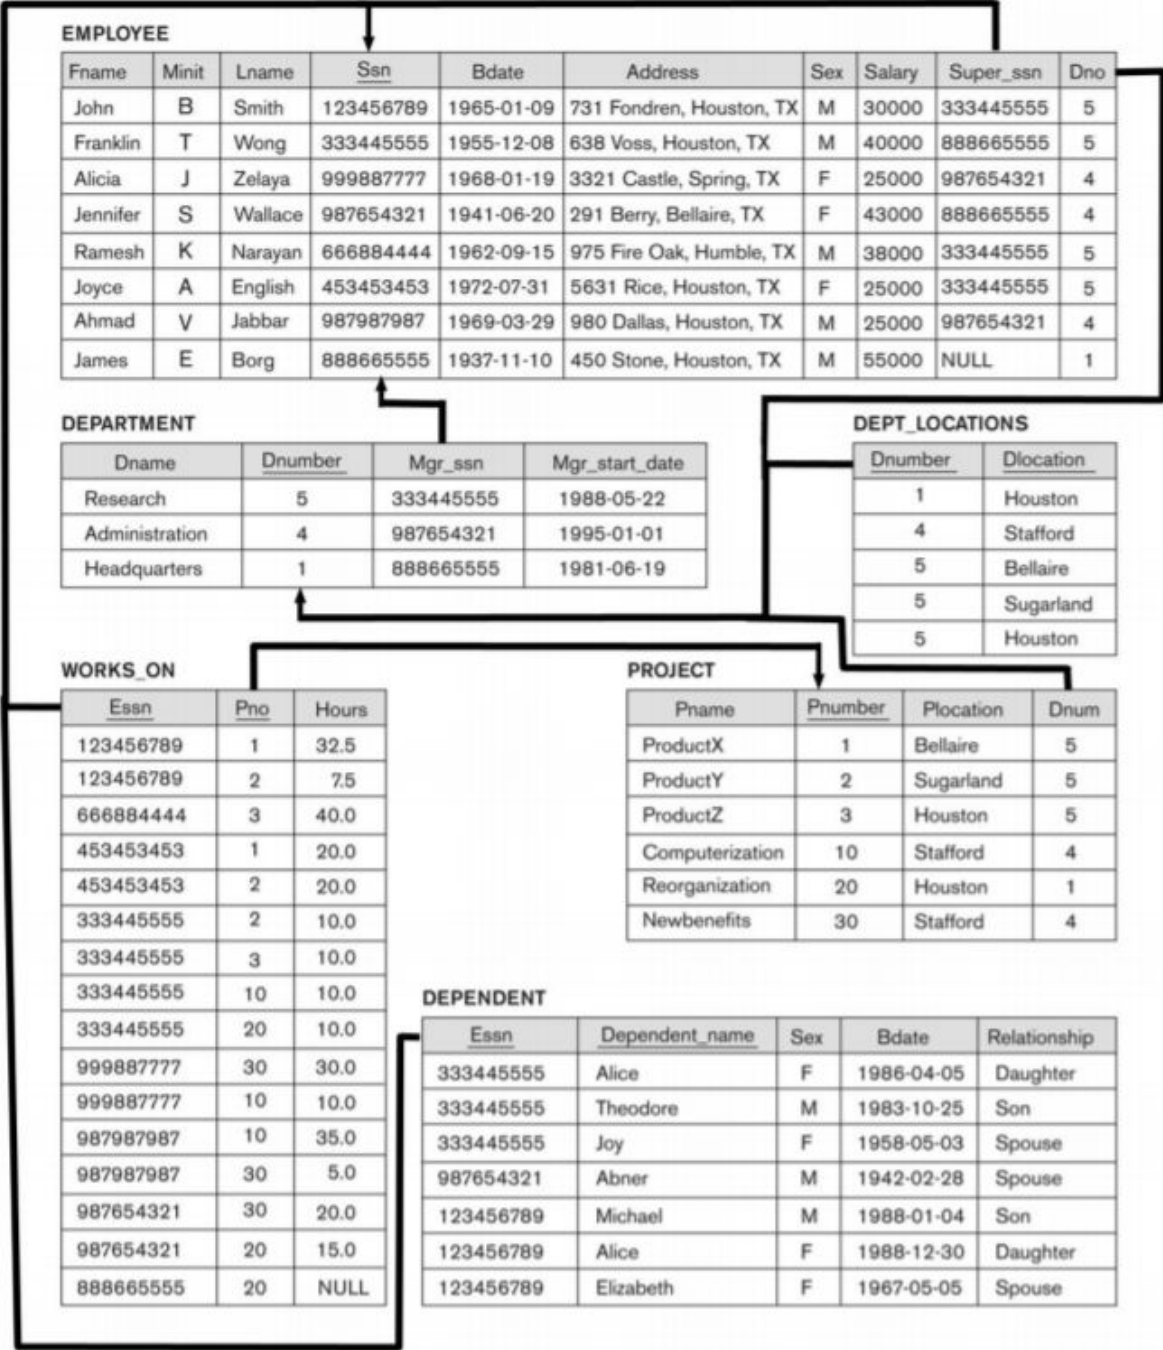 EMPLOYEE
Fname Minit Lname Ssn Bdate Address Sex Salary Super_ssn Dno
John B Smith 123456789 1965-01-09 731 Fondren, Houston, TX M 30000 333445555 5
Franklin T Wong 333445555 1955-12-08 638 Voss, Houston, TX M 40000 888665555 5
Alicia J Zelaya 999887777 1968-01-19 3321 Castle, Spring, TX F 25000 987654321 4
Jennifer S Wallace 987654321 1941-06-20 291 Berry, Bellaire, TX F 43000 888665555 4
Ramesh K Narayan 666884444 1962-09-15 975 Fire Oak, Humble, TX M 38000 333445555 5
Joyce A English 453453453 1972-07-31 5631 Rice, Houston, TX F 25000 333445555 5
Ahmad V Jabbar 987987987 1969-03-29 980 Dallas, Houston, TX M 25000 987654321 4
James E Borg 888665555 1937-11-10 450 Stone, Houston, TX M 55000 NULL 1
DEPARTMENT
Dname Dnumber Mgr_ssn Mgr_start_date
Research 5 333445555 1988-05-22
Administration 4 987654321 1995-01-01
Headquarters 1 888665555 1981-06-19
DEPT_LOCATIONS
Dnumber Dlocation
1 Houston
4 Stafford
5 Bellaire
5 Sugarland
5 Houston
WORKS_ON
Essn Pno Hours
123456789 1 32.5
123456789 2 7.5
666884444 3 40.0
453453453 1 20.0
453453453 2 20.0
333445555 2 10.0
333445555 3 10.0
333445555 10 10.0
333445555 20 10.0
999887777 30 30.0
999887777 10 10.0
987987987 10 35.0
987987987 30 5.0
987654321 30 20.0
987654321 20 15.0
888665555 20 NULL
PROJECT
Pname Pnumber Plocation Dnum
ProductX 1 Bellaire 5
ProductY 2 Sugarland 5
ProductZ 3 Houston 5
Computerization 10 Stafford 4
Reorganization 20 Houston 1
Newbenefits 30 Stafford 4
DEPENDENT
Essn Dependent_name Sex Bdate Relationship
333445555 Alice F 1986-04-05 Daughter
333445555 Theodore M 1983-10-25 Son
333445555 Joy F 1958-05-03 Spouse
987654321 Abner M 1942-02-28 Spouse
123456789 Michael M 1988-01-04 Son
123456789 Alice F 1988-12-30 Daughter
123456789 Elizabeth F 1967-05-05 Spouse